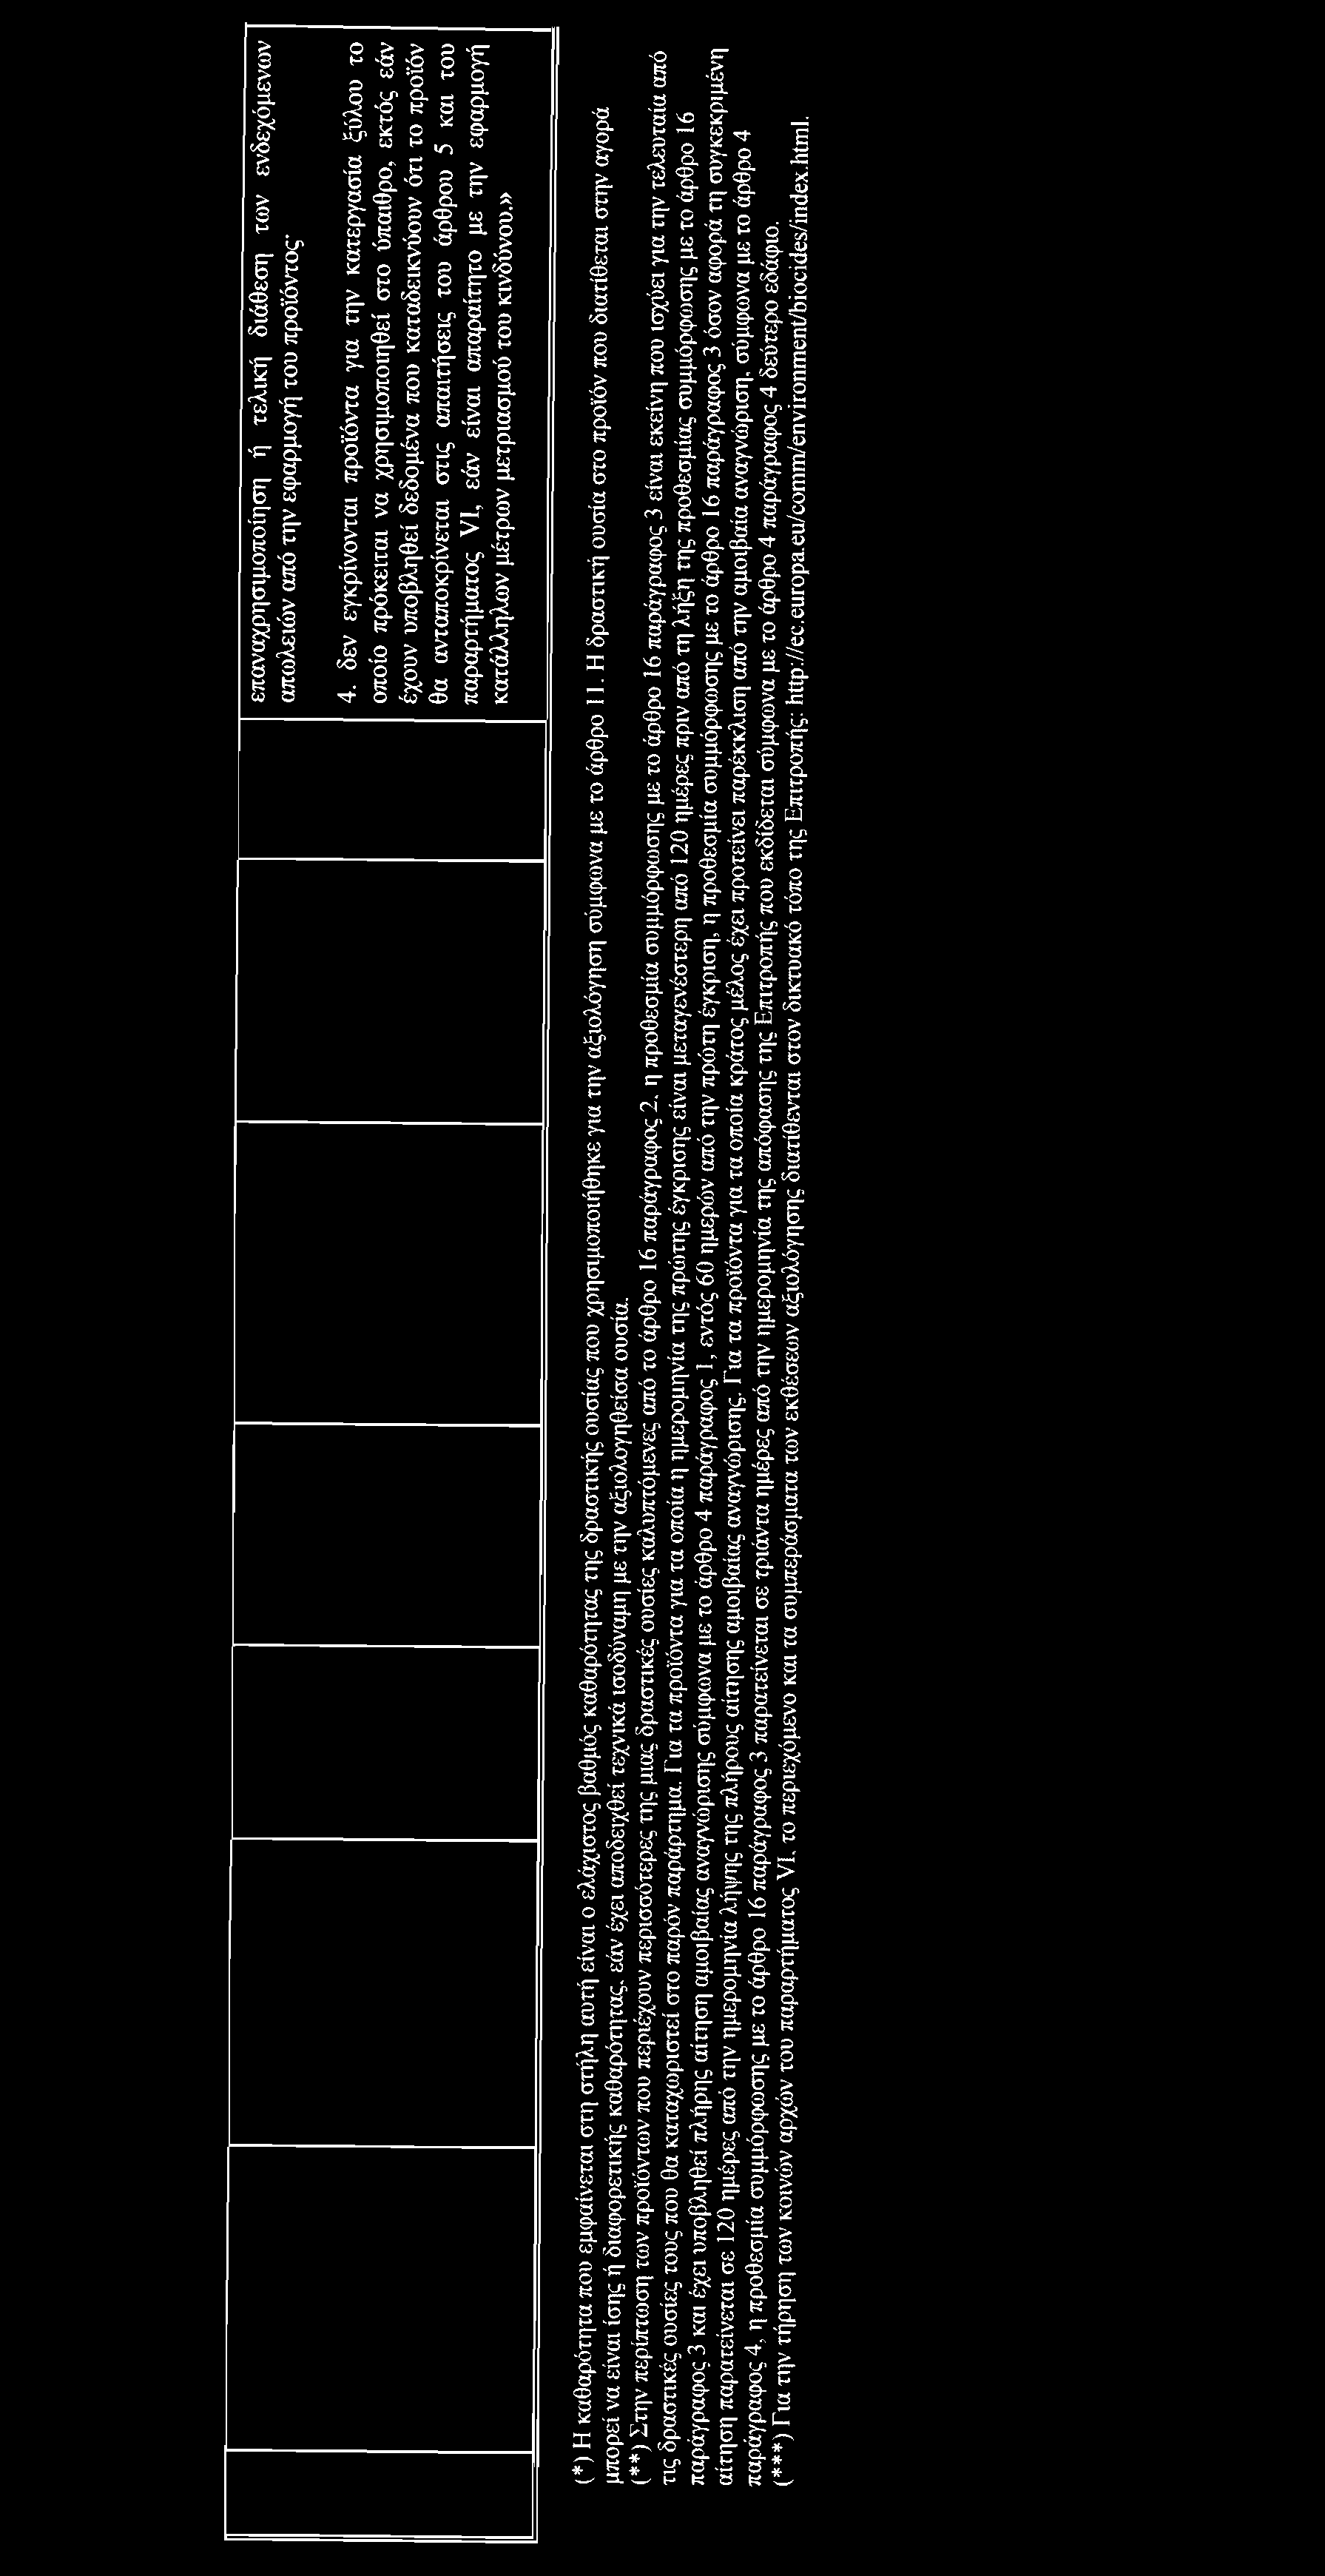 επαναχρησιμοποίηση ή τελική διάθεση των ενδεχόμενων
απωλειών από την εφαρμογή του προϊόντος·
4. δεν εγκρίνονται προϊόντα για την κατεργασία ξύλου το
οποίο πρόκειται να χρησιμοποιηθεί στο ύπαιθρο, εκτός εάν
έχουν υποβληθεί δεδομένα που καταδεικνύουν ότι το προϊόν
θα ανταποκρίνεται στις απαιτήσεις του άρθρου 5 και του
παραρτήματος VI, εάν είναι απαραίτητο με την εφαρμογή
κατάλληλων μέτρων μετριασμού του κινδύνου.»
(*) Η καθαρότητα που εμφαίνεται στη στήλη αυτή είναι ο ελάχιστος βαθμός καθαρότητας της δραστικής ουσίας που χρησιμοποιήθηκε για την αξιολόγηση σύμφωνα με το άρθρο 11. Η δραστική ουσία στο προϊόν που διατίθεται στην αγορά
μπορεί να είναι ίσης ή διαφορετικής καθαρότητας, εάν έχει αποδειχθεί τεχνικά ισοδύναμη με την αξιολογηθείσα ουσία.
(**) Στην περίπτωση των προϊόντων που περιέχουν περισσότερες της μιας δραστικές ουσίες καλυπτόμενες από το άρθρο 16 παράγραφος 2, η προθεσμία συμμόρφωσης με το άρθρο 16 παράγραφος 3 είναι εκείνη που ισχύει για την τελευταία από
τις δραστικές ουσίες τους που θα καταχωριστεί στο παρόν παράρτημα. Για τα προϊόντα για τα οποία η ημερομηνία της πρώτης έγκρισης είναι μεταγενέστερη από 120 ημέρες πριν από τη λήξη της προθεσμίας συμμόρφωσης με το άρθρο 16
παράγραφος 3 και έχει υποβληθεί πλήρης αίτηση αμοιβαίας αναγνώρισης σύμφωνα με το άρθρο 4 παράγραφος 1, εντός 60 ημερών από την πρώτη έγκριση, η προθεσμία συμμόρφωσης με το άρθρο 16 παράγραφος 3 όσον αφορά τη συγκεκριμένη
αίτηση παρατείνεται σε 120 ημέρες από την ημερομηνία λήψης της πλήρους αίτησης αμοιβαίας αναγνώρισης. Για τα προϊόντα για τα οποία κράτος μέλος έχει προτείνει παρέκκλιση από την αμοιβαία αναγνώριση, σύμφωνα με το άρθρο 4
παράγραφος 4, η προθεσμία συμμόρφωσης με το άρθρο 16 παράγραφος 3 παρατείνεται σε τριάντα ημέρες από την ημερομηνία της απόφασης της Επιτροπής που εκδίδεται σύμφωνα με το άρθρο 4 παράγραφος 4 δεύτερο εδάφιο.
(***) Για την τήρηση των κοινών αρχών του παραρτήματος VI, το περιεχόμενο και τα συμπεράσματα των εκθέσεων αξιολόγησης διατίθενται στον δικτυακό τόπο της Επιτροπής: http://ec.europa.eu/comm/environment/biocides/index.html.